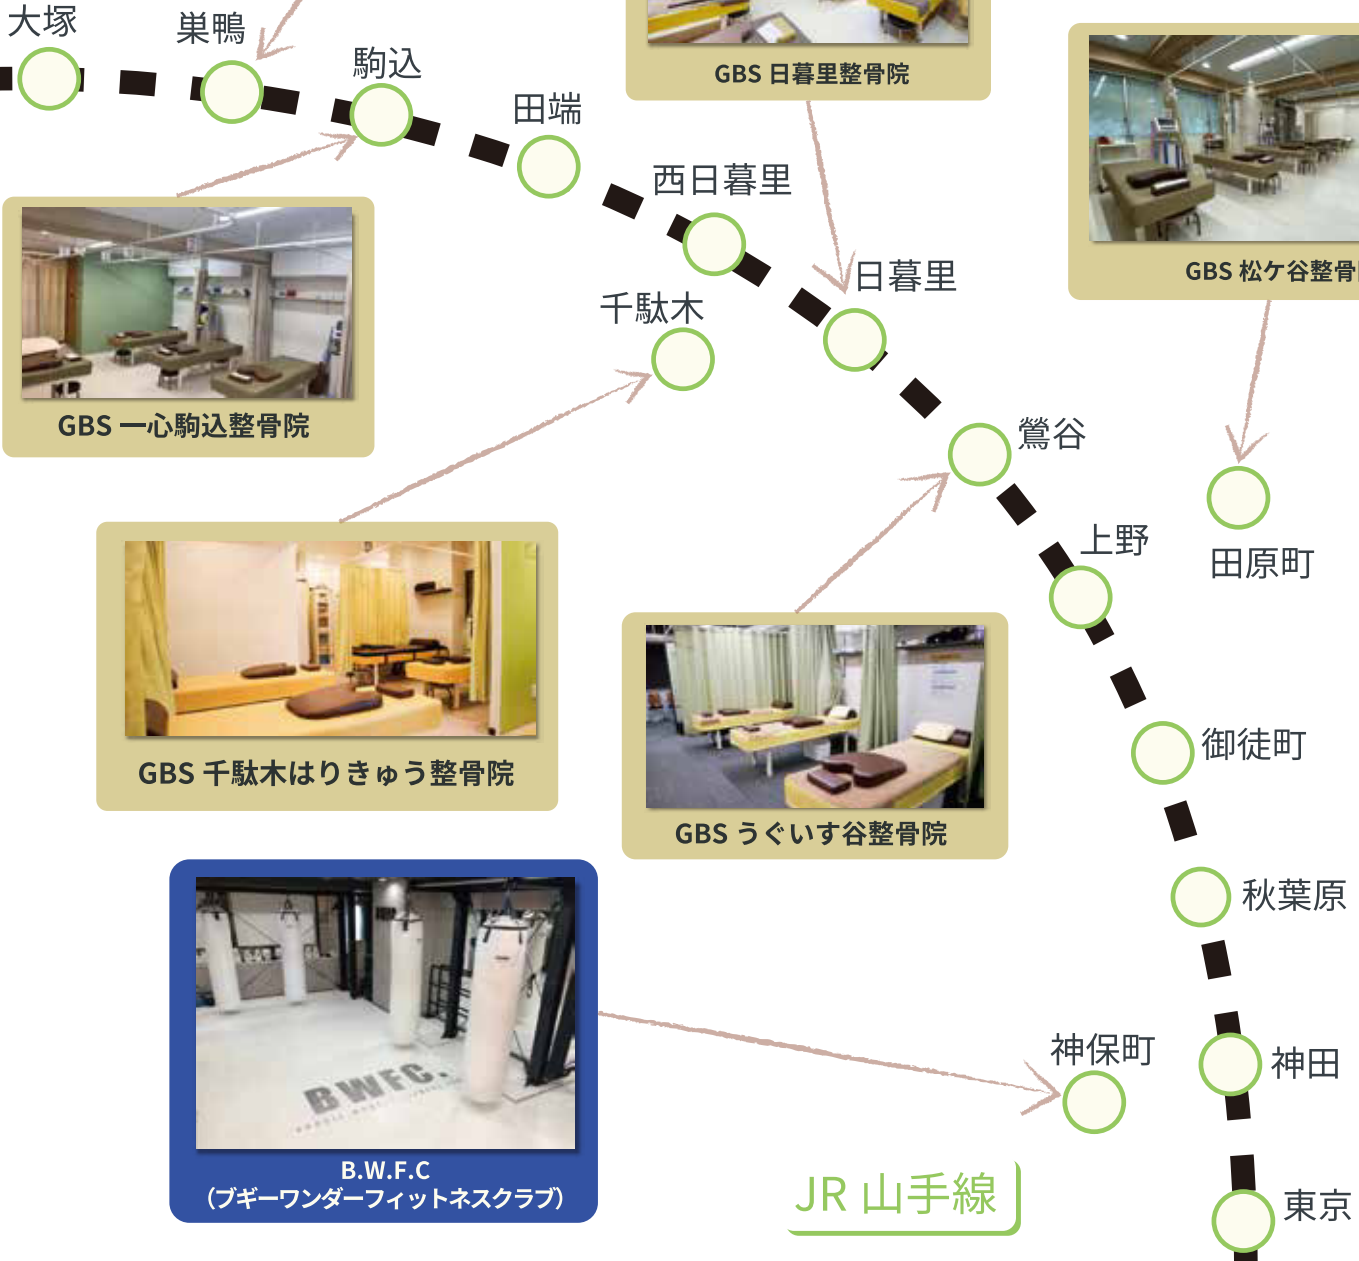 大塚
巣鴨
駒込
田端
西日暮里
日暮里
千駄木
鶯谷
上野
田原町
御徒町
秋葉原
神保町
神田
東京
GBS 日暮里整骨院
GBS 松ケ谷整骨
GBS 一心駒込整骨院
GBS 千駄木はりきゅう整骨院
GBS うぐいす谷整骨院
BWFC.
B.W.F.C
（ブギーワンダーフィットネスクラブ）
JR 山手線